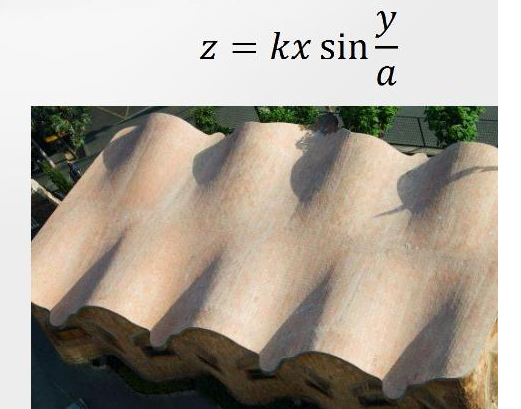 z = kx sin y/a